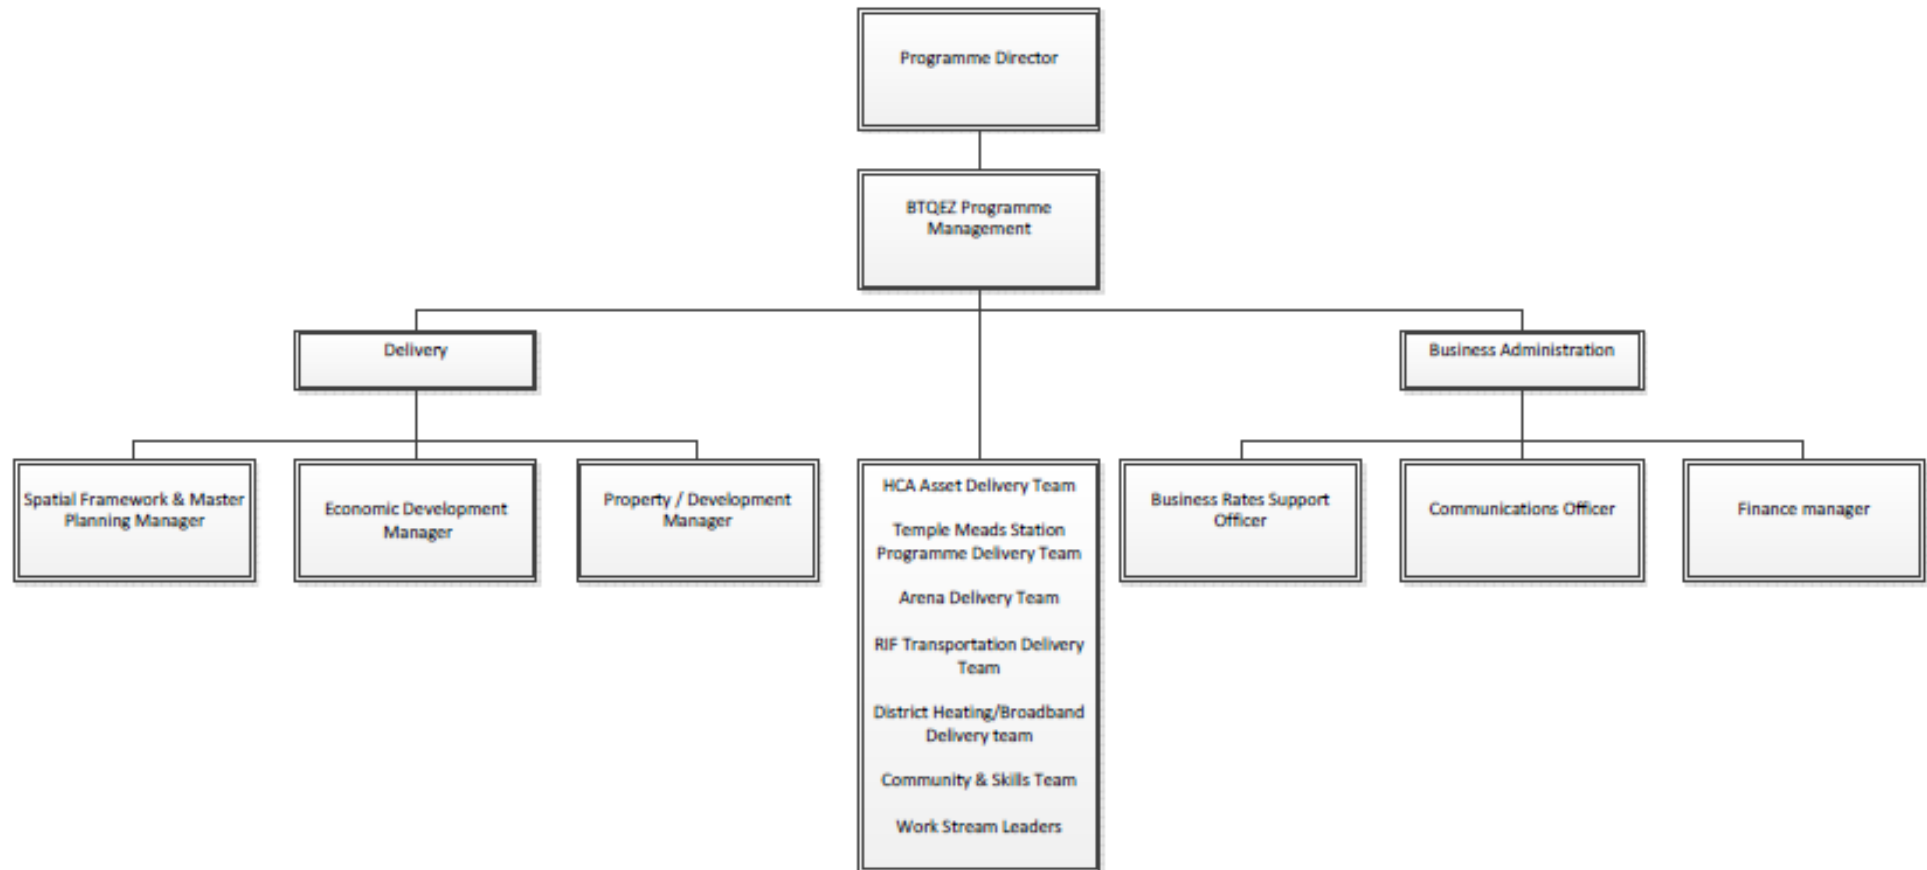 Programme Director
BTQEZ Programme
Management
Delivery
Business Administration
Spatial Framework & Master
Planning Manager
Economic Development
Manager
Property / Development
Manager
HCA Asset Delivery Team
Temple Meads Station
Programme Delivery Team
Arena Delivery Team
RIF Transportation Delivery
Team
District Heating/Broadband
Delivery team
Community & Skills Team
Work Stream Leaders
Business Rates Support
Officer
Communications Officer
Finance manager